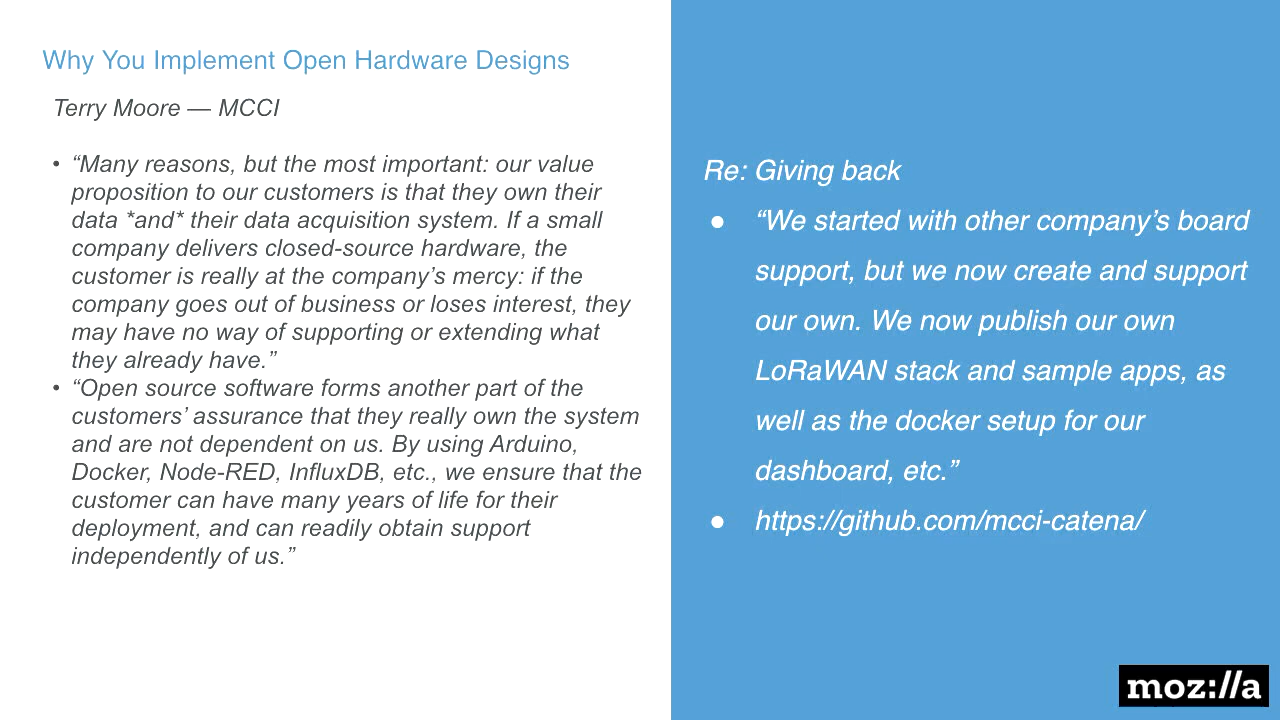 Why You Implement Open Hardware Designs
Terry Moore — MCCI
• “Many reasons, but the most important: our value
proposition to our customers is that they own their
data *and* their data acquisition system. If a small
company delivers closed-source hardware, the
customer is really at the company’s mercy: if the
company goes out of business or loses interest, they
may have no way of supporting or extending what
they already have.”
• “Open source software forms another part of the
customers’ assurance that they really own the system
and are not dependent on us. By using Arduino,
Docker, Node-RED, InfluxDB, etc., we ensure that the
customer can have many years of life for their
deployment, and can readily obtain support
independently of us.”
Re: Giving back
● “We started with other company’s board
support, but we now create and support
our own. We now publish our own
LoRaWAN stack and sample apps, as
well as the docker setup for our
dashboard, etc.”
● https://github.com/mcci-catena/
moz://a